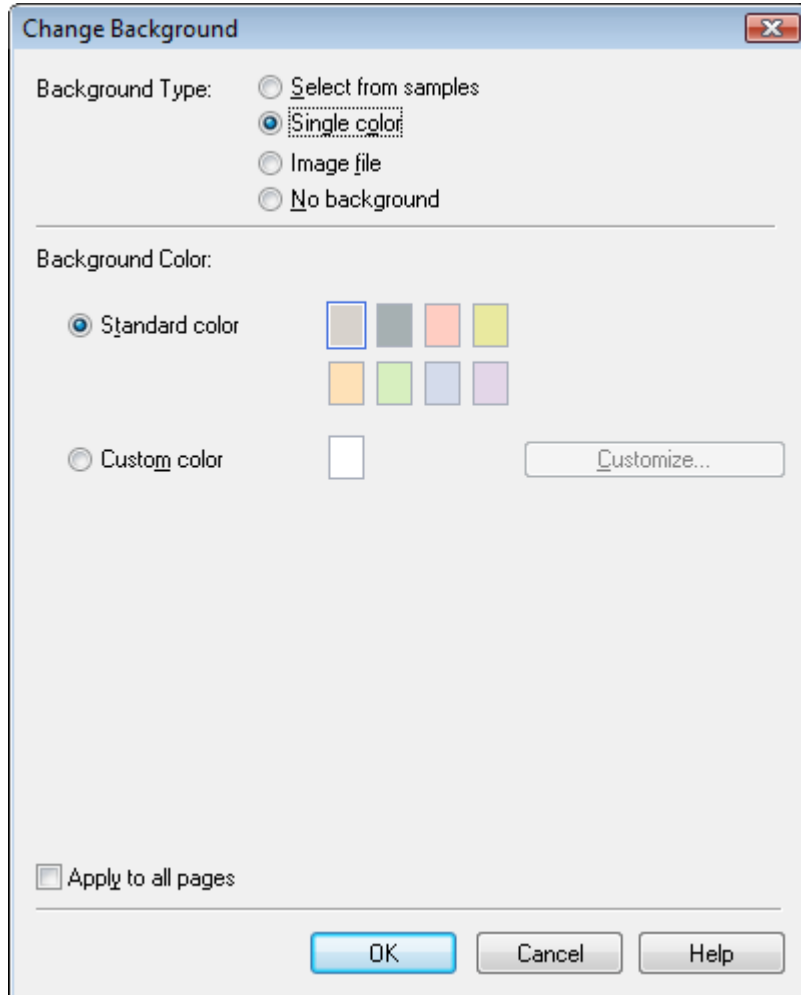 Change Background
Background Type:
Select from samples
Single color
Image file
No background
Background Color:
Standard color
Custom color
Customize...
Apply to all pages
OK
Cancel
Help